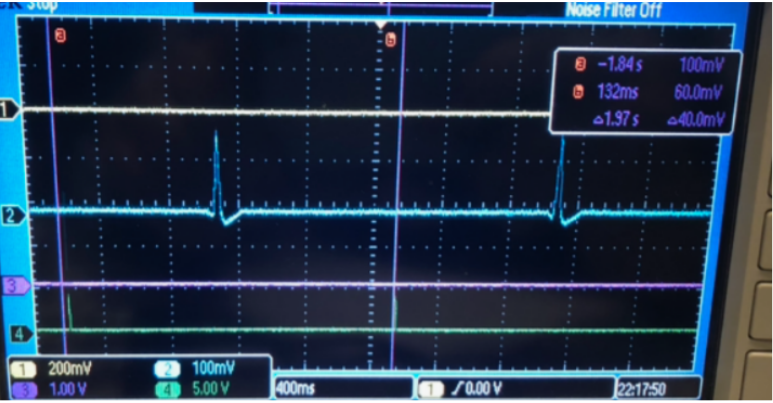 Stop
Noise Filter Off
a
b
a -1.84 s 100mV
b 132ms 60.0mV
△1.97 s △40.0mV
1
2
3
4
1 200mV 2 100mV
3 1.00 V 4 5.00 V
400ms
1 ∫ 0.00 V
22:17:50